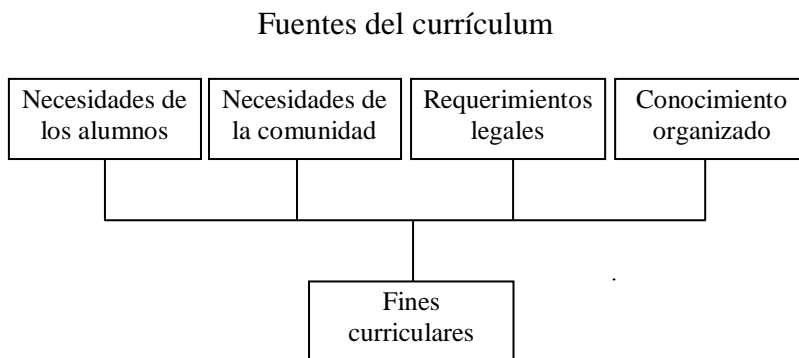 Fuentes del currículum
Necesidades de
los alumnos
Necesidades de
la comunidad
Requerimientos
legales
Conocimiento
organizado
Fines
curriculares